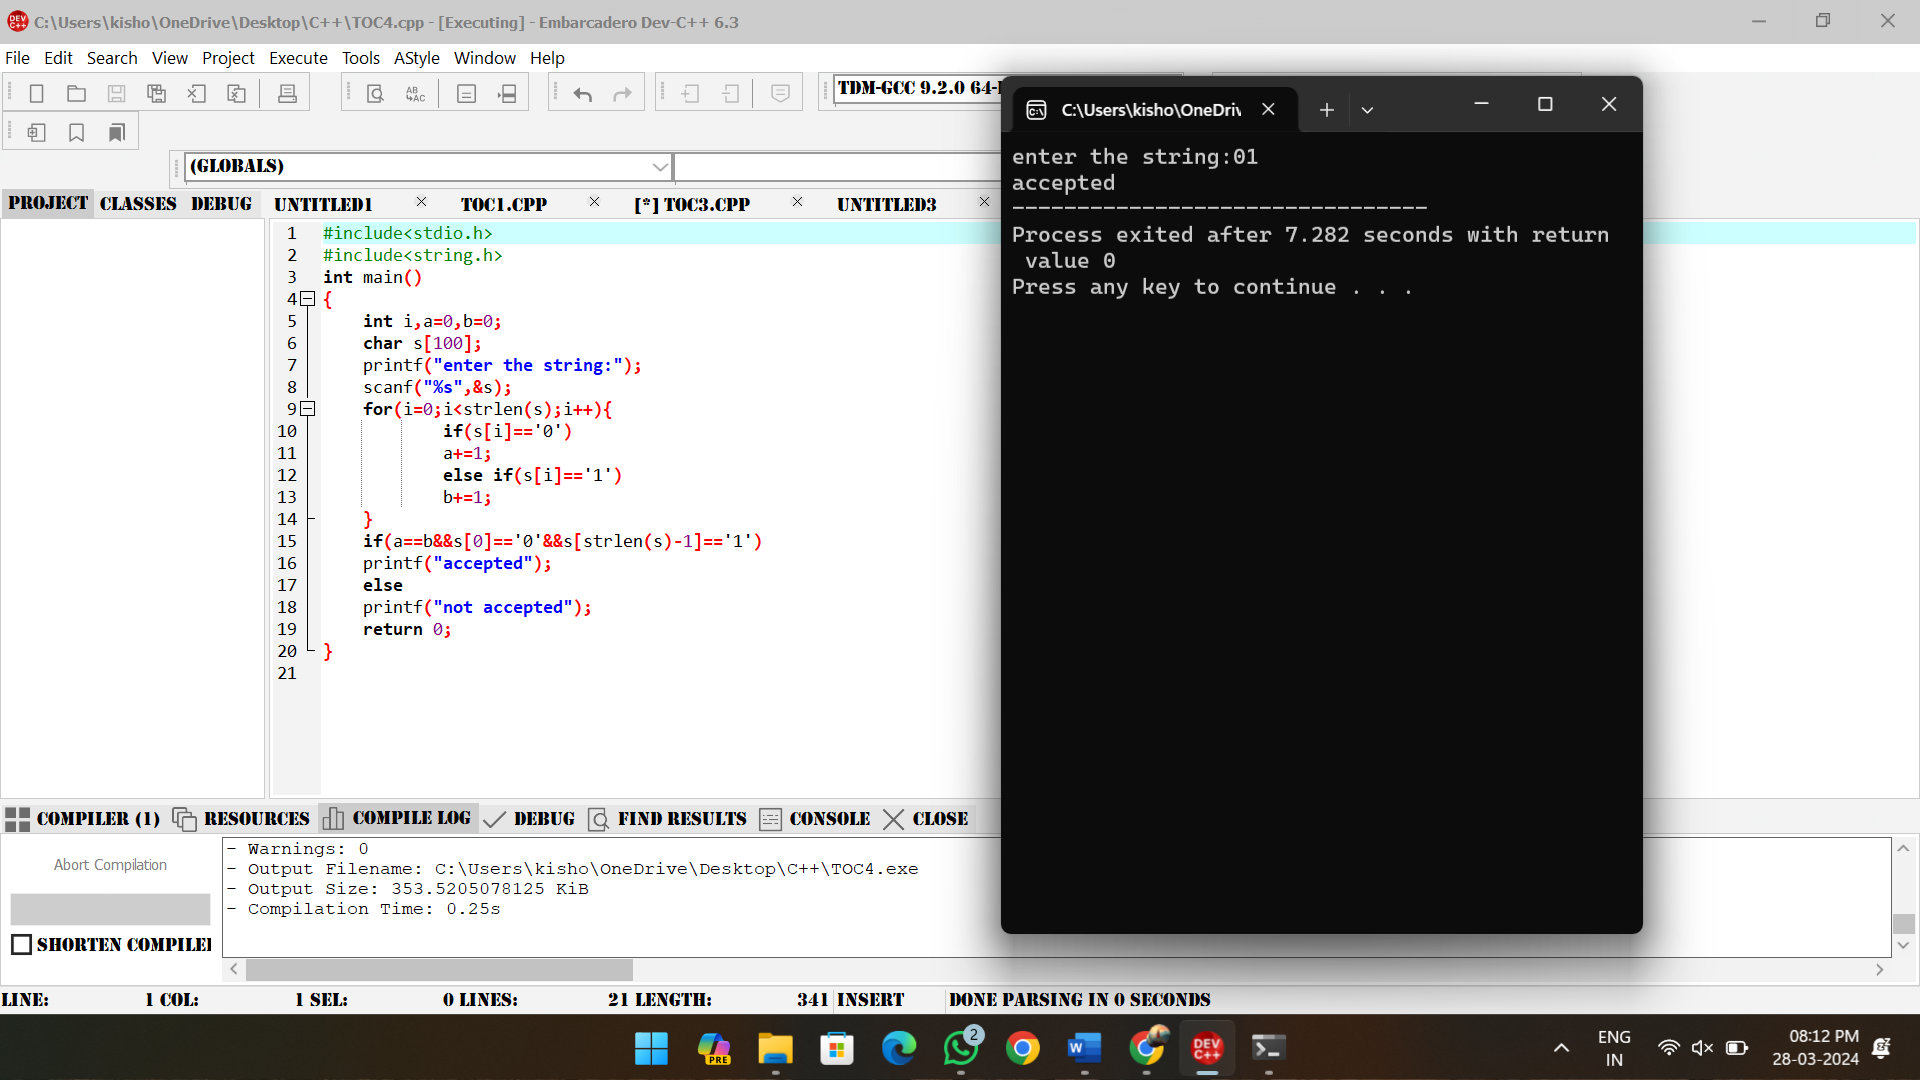 C:\Users\kisho\OneDrive\Desktop\C++\TOC4.cpp - [Executing] - Embarcadero Dev-C++ 6.3
File Edit Search View Project Execute Tools AStyle Window Help
TDM-GCC 9.2.0 64-
(GLOBALS)
PROJECT CLASSES DEBUG
UNTITLED1 TOC1.CPP [*] TOC3.CPP UNTITLED3
1 #include<stdio.h>
2 #include<string.h>
3 int main()
4 {
5 int i,a=0,b=0;
6 char s[100];
7 printf("enter the string:");
8 scanf("%s",&s);
9 for(i=0;i<strlen(s);i++){
10 if(s[i]=='0')
11 a+=1;
12 else if(s[i]=='1')
13 b+=1;
14 }
15 if(a==b&&s[0]=='0'&&s[strlen(s)-1]=='1')
16 printf("accepted");
17 else
18 printf("not accepted");
19 return 0;
20 }
21
C:\Users\kisho\OneDri
enter the string:01
accepted
--------------------------------
Process exited after 7.282 seconds with return
value 0
Press any key to continue . . .
COMPILER (1) RESOURCES COMPILE LOG DEBUG FIND RESULTS CONSOLE CLOSE
Abort Compilation
SHORTEN COMPILE
- Warnings: 0
- Output Filename: C:\Users\kisho\OneDrive\Desktop\C++\TOC4.exe
- Output Size: 353.5205078125 KiB
- Compilation Time: 0.25s
LINE: 1 COL: 1 SEL: 0 LINES: 21 LENGTH: 341 INSERT DONE PARSING IN 0 SECONDS
PRE
2
DEV C++
ENG
IN
08:12 PM
28-03-2024